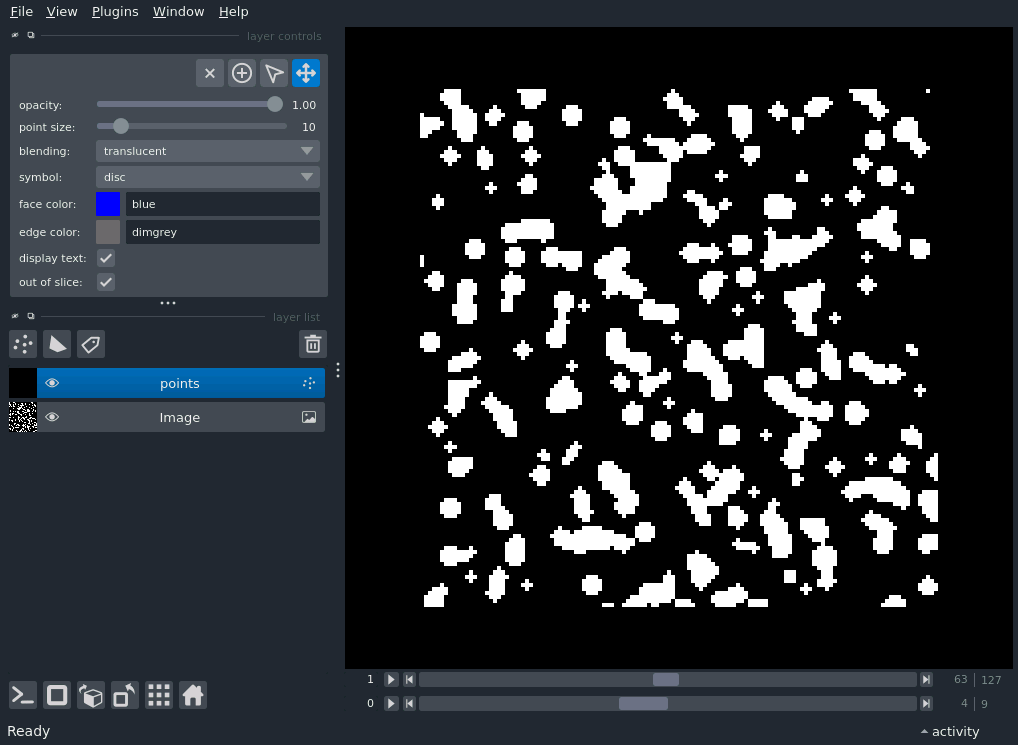 File View Plugins Window Help
layer controls
opacity: 1.00
point size: 10
blending: translucent
symbol: disc
face color: blue
edge color: dimgrey
display text:
out of slice:
layer list
points
Image
1 63 127
0 4 9
Ready activity